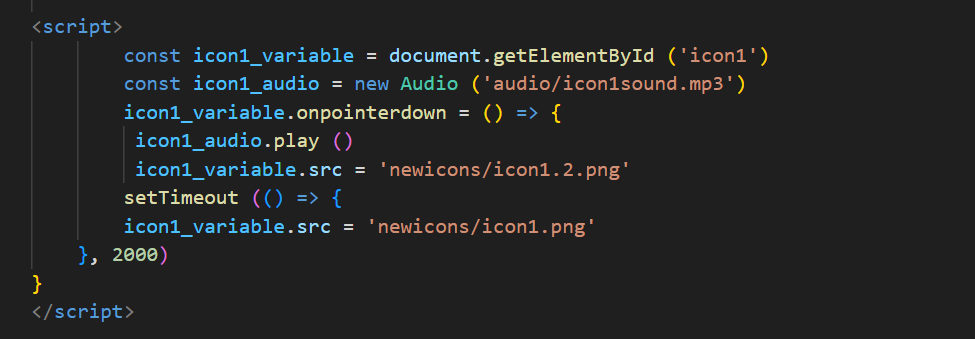 <script>
const icon1_variable = document.getElementById ('icon1')
const icon1_audio = new Audio ('audio/icon1sound.mp3')
icon1_variable.onpointerdown = () => {
icon1_audio.play ()
icon1_variable.src = 'newicons/icon1.2.png'
setTimeout (() => {
icon1_variable.src = 'newicons/icon1.png'
}, 2000)
}
</script>